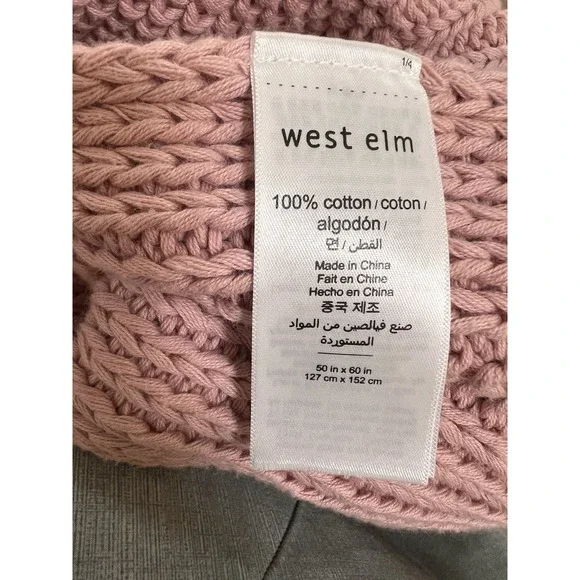 1/4
west elm
100% cotton / coton /
algodón /
면 / القطن /
Made in China
Fait en Chine
Hecho en China
중국 제조
صنع فيالصين من المواد
المستوردة
50 in x 60 in
127 cm x 152 cm